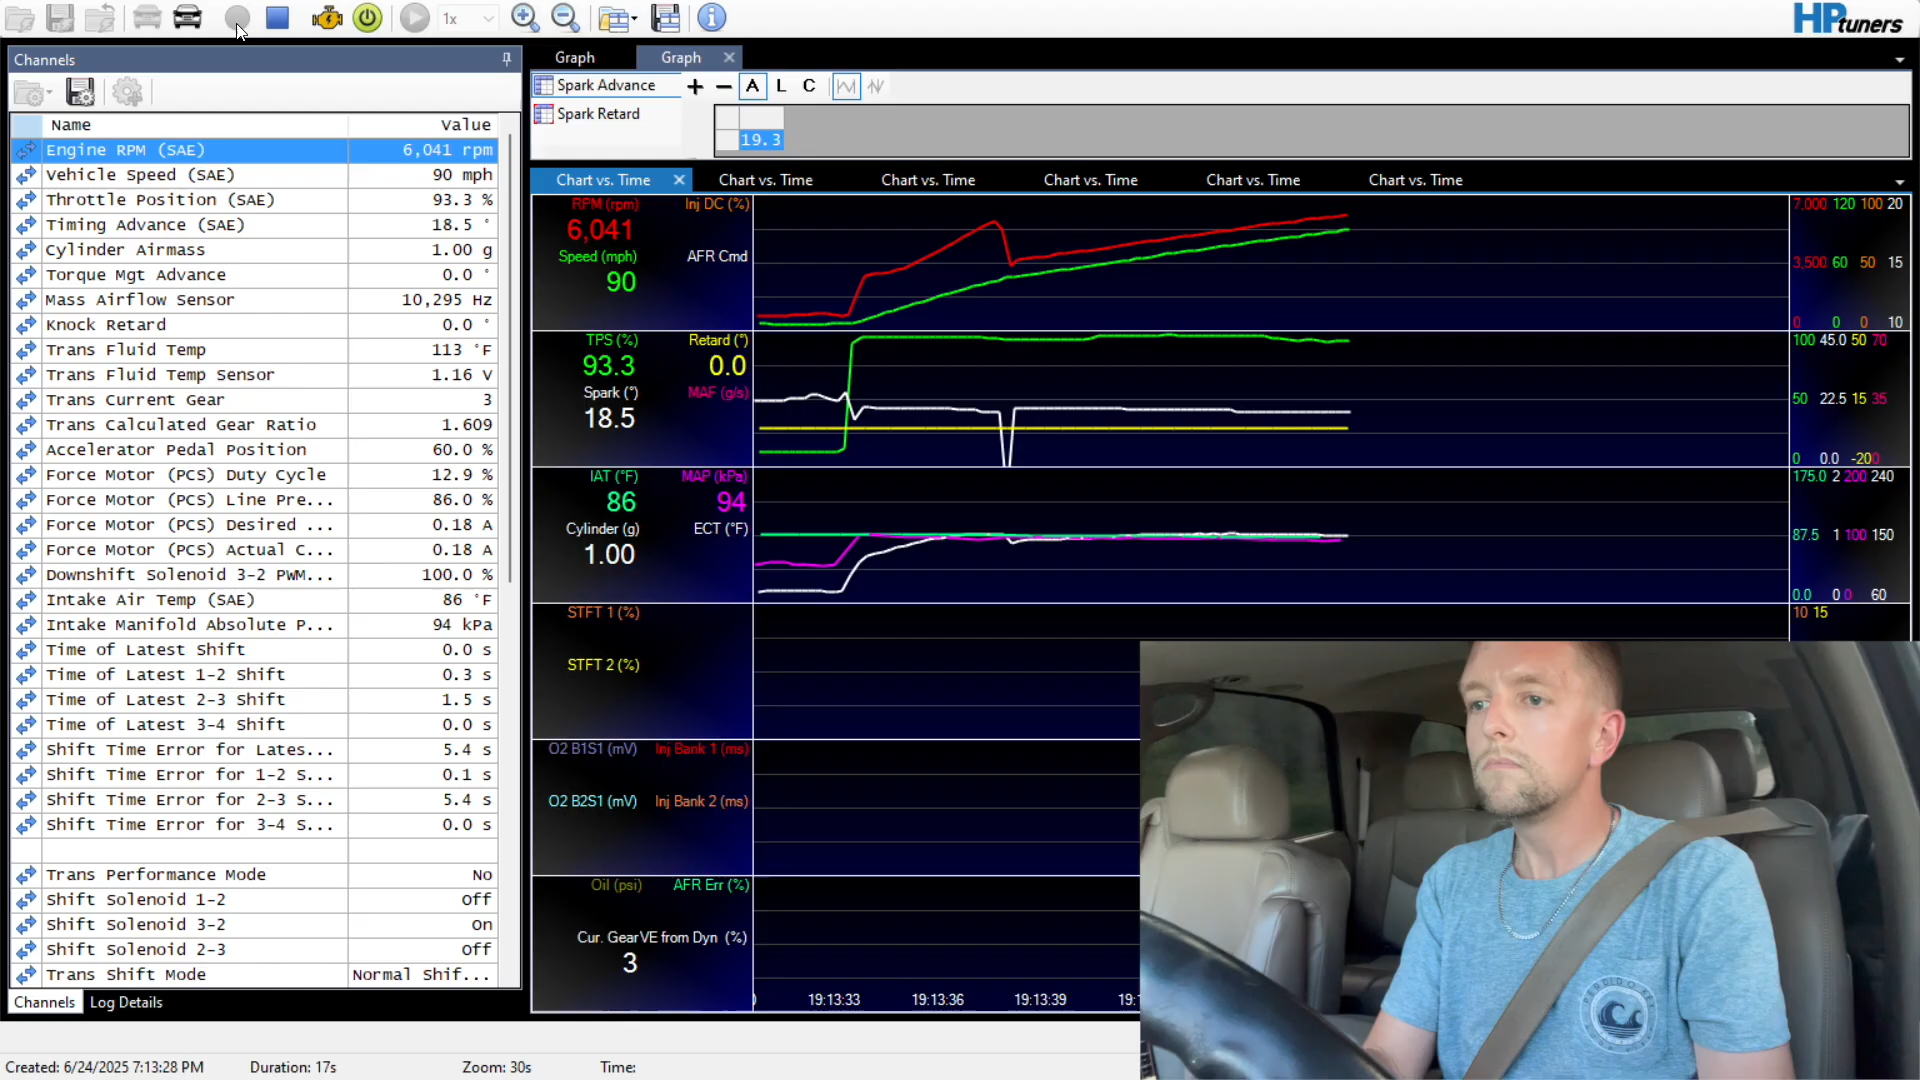 1x
HPtuners
Channels
Graph
Graph
Spark Advance
A L C
Spark Retard
19.3
Name Value
Engine RPM (SAE) 6,041 rpm
Vehicle Speed (SAE) 90 mph
Throttle Position (SAE) 93.3 %
Timing Advance (SAE) 18.5 °
Cylinder Airmass 1.00 g
Torque Mgt Advance 0.0 °
Mass Airflow Sensor 10,295 Hz
Knock Retard 0.0 °
Trans Fluid Temp 113 °F
Trans Fluid Temp Sensor 1.16 V
Trans Current Gear 3
Trans Calculated Gear Ratio 1.609
Accelerator Pedal Position 60.0 %
Force Motor (PCS) Duty Cycle 12.9 %
Force Motor (PCS) Line Pre... 86.0 %
Force Motor (PCS) Desired ... 0.18 A
Force Motor (PCS) Actual C... 0.18 A
Downshift Solenoid 3-2 PWM... 100.0 %
Intake Air Temp (SAE) 86 °F
Intake Manifold Absolute P... 94 kPa
Time of Latest Shift 0.0 s
Time of Latest 1-2 Shift 0.3 s
Time of Latest 2-3 Shift 1.5 s
Time of Latest 3-4 Shift 0.0 s
Shift Time Error for Lates... 5.4 s
Shift Time Error for 1-2 S... 0.1 s
Shift Time Error for 2-3 S... 5.4 s
Shift Time Error for 3-4 S... 0.0 s
Trans Performance Mode No
Shift Solenoid 1-2 Off
Shift Solenoid 3-2 On
Shift Solenoid 2-3 Off
Trans Shift Mode Normal Shif...
Channels Log Details
Chart vs. Time Chart vs. Time Chart vs. Time Chart vs. Time Chart vs. Time Chart vs. Time
RPM (rpm) Inj DC (%)
6,041
Speed (mph) AFR Cmd
90
7,000 120 100 20
3,500 60 50 15
0 0 0 10
TPS (%) Retard (°)
93.3 0.0
Spark (°) MAF (g/s)
18.5
100 45.0 50 70
50 22.5 15 35
0 0.0 -20 0
IAT (°F) MAP (kPa)
86 94
Cylinder (g) ECT (°F)
1.00
175.0 2 200 240
87.5 1 100 150
0.0 0 0 60
STFT 1 (%)
STFT 2 (%)
10 15
O2 B1S1 (mV) Inj Bank 1 (ms)
O2 B2S1 (mV) Inj Bank 2 (ms)
Oil (psi) AFR Err (%)
Cur. Gear VE from Dyn (%)
3
19:13:33 19:13:36 19:13:39 19:
Created: 6/24/2025 7:13:28 PM Duration: 17s Zoom: 30s Time: